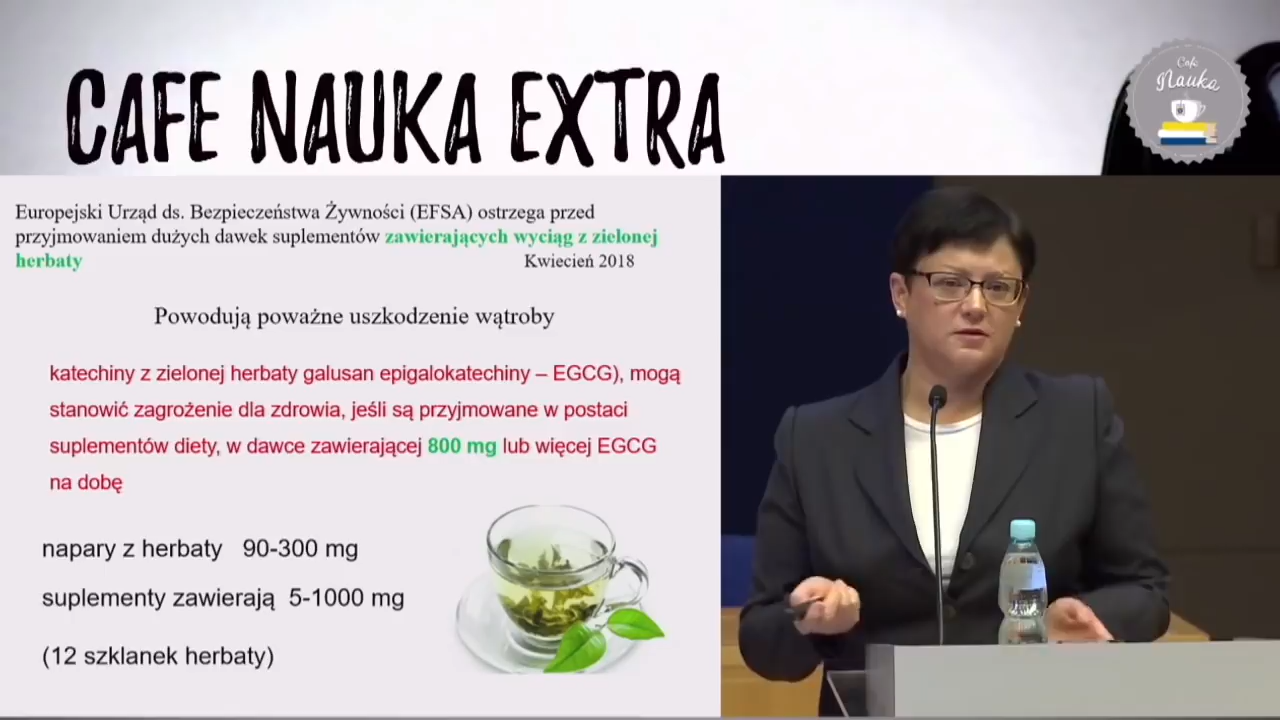 CAFE NAUKA EXTRA
Cafe
Nauka
Europejski Urząd ds. Bezpieczeństwa Żywności (EFSA) ostrzega przed
przyjmowaniem dużych dawek suplementów zawierających wyciąg z zielonej
herbaty Kwiecień 2018
Powodują poważne uszkodzenie wątroby
katechiny z zielonej herbaty galusan epigalokatechiny – EGCG), mogą
stanowić zagrożenie dla zdrowia, jeśli są przyjmowane w postaci
suplementów diety, w dawce zawierającej 800 mg lub więcej EGCG
na dobę
napary z herbaty 90-300 mg
suplementy zawierają 5-1000 mg
(12 szklanek herbaty)